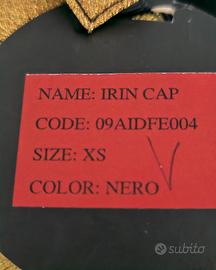 NAME: IRIN CAP
CODE: 09AIDFE004
SIZE: XS
COLOR: NERO
subito